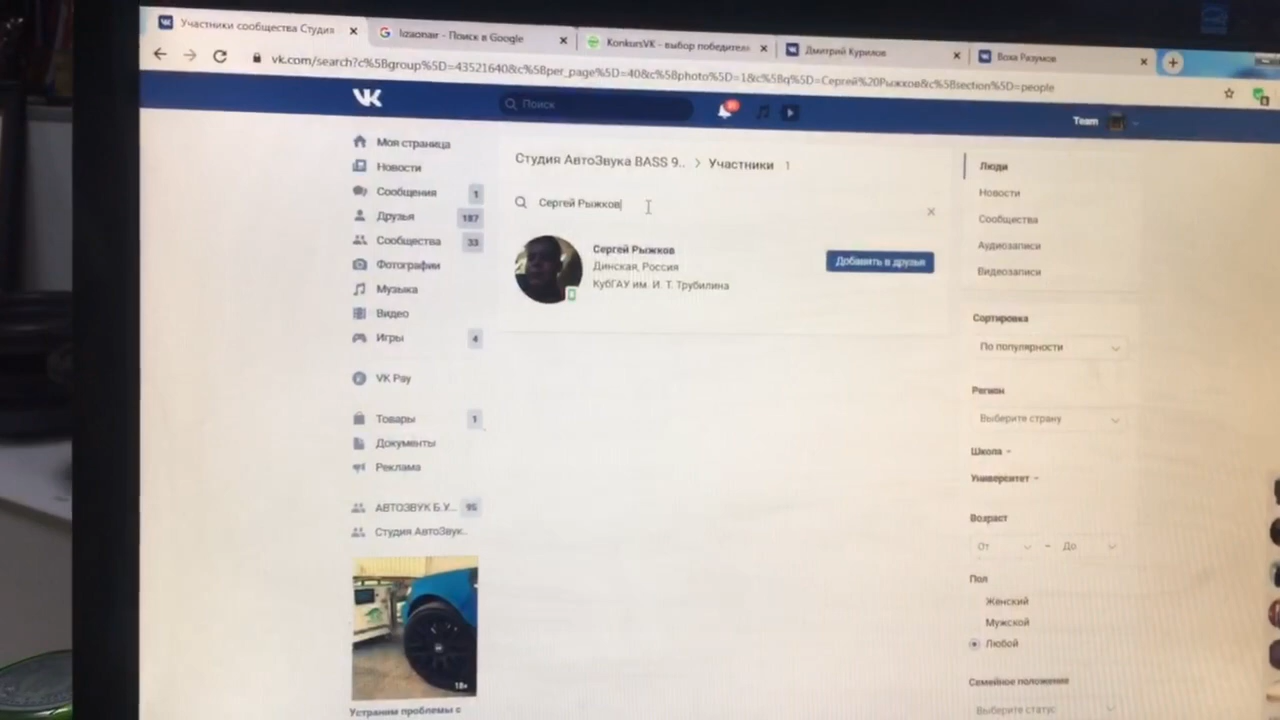 Участники сообщества Студия
Iasonair - Поиск в Google
KonkursVK - выбор победителя
Дмитрий Курилов
Воха Разумов
vk.com/search?c%5Bgroup%5D=43521640&c%5Bper_page%5D=40&c%5Bphoto%5D=1&c%5Bq%5D=Сергей%20Рыжков&c%5Bsection%5D=people
Поиск
Team
Моя страница
Новости
Сообщения 1
Друзья 187
Сообщества 33
Фотографии
Музыка
Видео
Игры 4
VK Pay
Товары 1
Документы
Реклама
АВТОЗВУК Б.У... 95
Студия АвтоЗвук..
18+
Устраним проблемы с
Студия АвтоЗвука BASS 9.. > Участники 1
Сергей Рыжков
Сергей Рыжков
Динская, Россия
КубГАУ им. И. Т. Трубилина
Добавить в друзья
Люди
Новости
Сообщества
Аудиозаписи
Видеозаписи
Сортировка
По популярности
Регион
Выберите страну
Школа
Университет
Возраст
От – До
Пол
Женский
Мужской
Любой
Семейное положение
Выберите статус